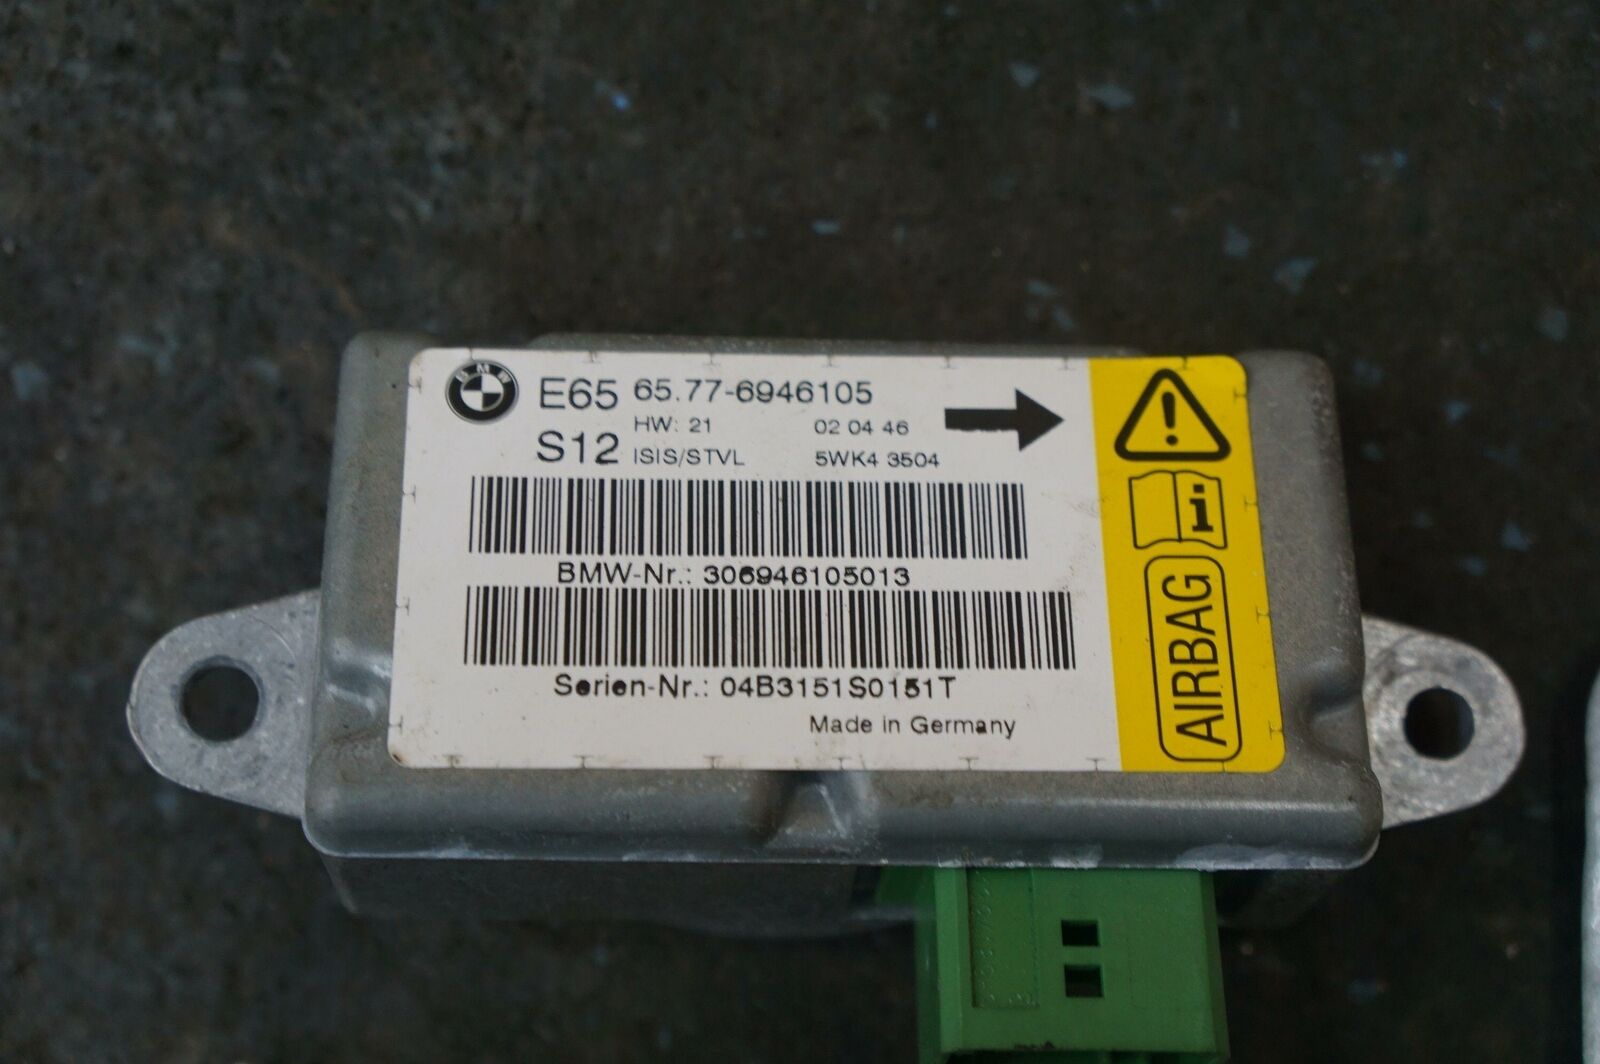 BMW
E65 65.77-6946105
HW: 21 02 04 46
S12 ISIS/STVL 5WK4 3504
BMW-Nr.: 306946105013
Serien-Nr.: 04B3151S0151T
Made in Germany
!
i
AIRBAG